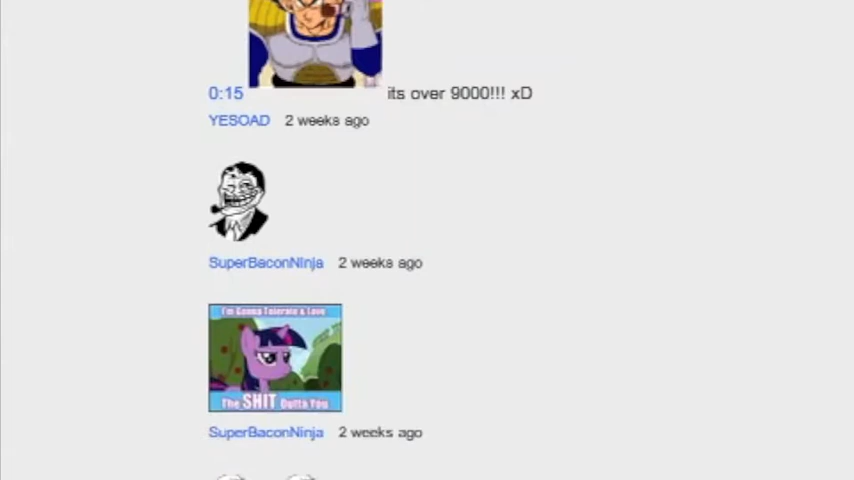 0:15 its over 9000!!! xD
YESOAD 2 weeks ago
SuperBaconNinja 2 weeks ago
I'm Gonna Tolerate & Love
The SHIT Outta You
SuperBaconNinja 2 weeks ago